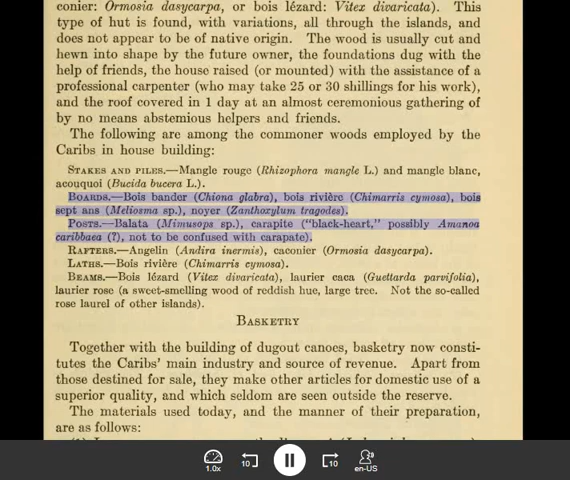 conier: Ormosia dasycarpa, or bois lézard: Vitex divaricata). This
type of hut is found, with variations, all through the islands, and
does not appear to be of native origin. The wood is usually cut and
hewn into shape by the future owner, the foundations dug with the
help of friends, the house raised (or mounted) with the assistance of a
professional carpenter (who may take 25 or 30 shillings for his work),
and the roof covered in 1 day at an almost ceremonious gathering of
by no means abstemious helpers and friends.
The following are among the commoner woods employed by the
Caribs in house building:
STAKES AND PILES.—Mangle rouge (Rhizophora mangle L.) and mangle blanc,
acouquoi (Bucida bucera L.).
BOARDS.—Bois bander (Chiona glabra), bois rivière (Chimarris cymosa), bois
sept ans (Meliosma sp.), noyer (Zanthoxylum tragodes).
POSTS.—Balata (Mimusops sp.), carapite ("black-heart," possibly Amanoa
caribbaea (?), not to be confused with carapate).
RAFTERS.—Angelin (Andira inermis), caconier (Ormosia dasycarpa).
LATHS.—Bois rivière (Chimarris cymosa).
BEAMS.—Bois lézard (Vitex divaricata), laurier caca (Guettarda parvifolia),
laurier rose (a sweet-smelling wood of reddish hue, large tree. Not the so-called
rose laurel of other islands).
BASKETRY
Together with the building of dugout canoes, basketry now consti-
tutes the Caribs' main industry and source of revenue. Apart from
those destined for sale, they make other articles for domestic use of a
superior quality, and which seldom are seen outside the reserve.
The materials used today, and the manner of their preparation,
are as follows:
1.0x 10 10 en-US